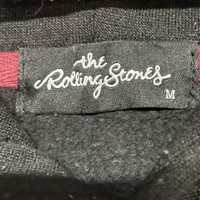 the
Rolling Stones
M